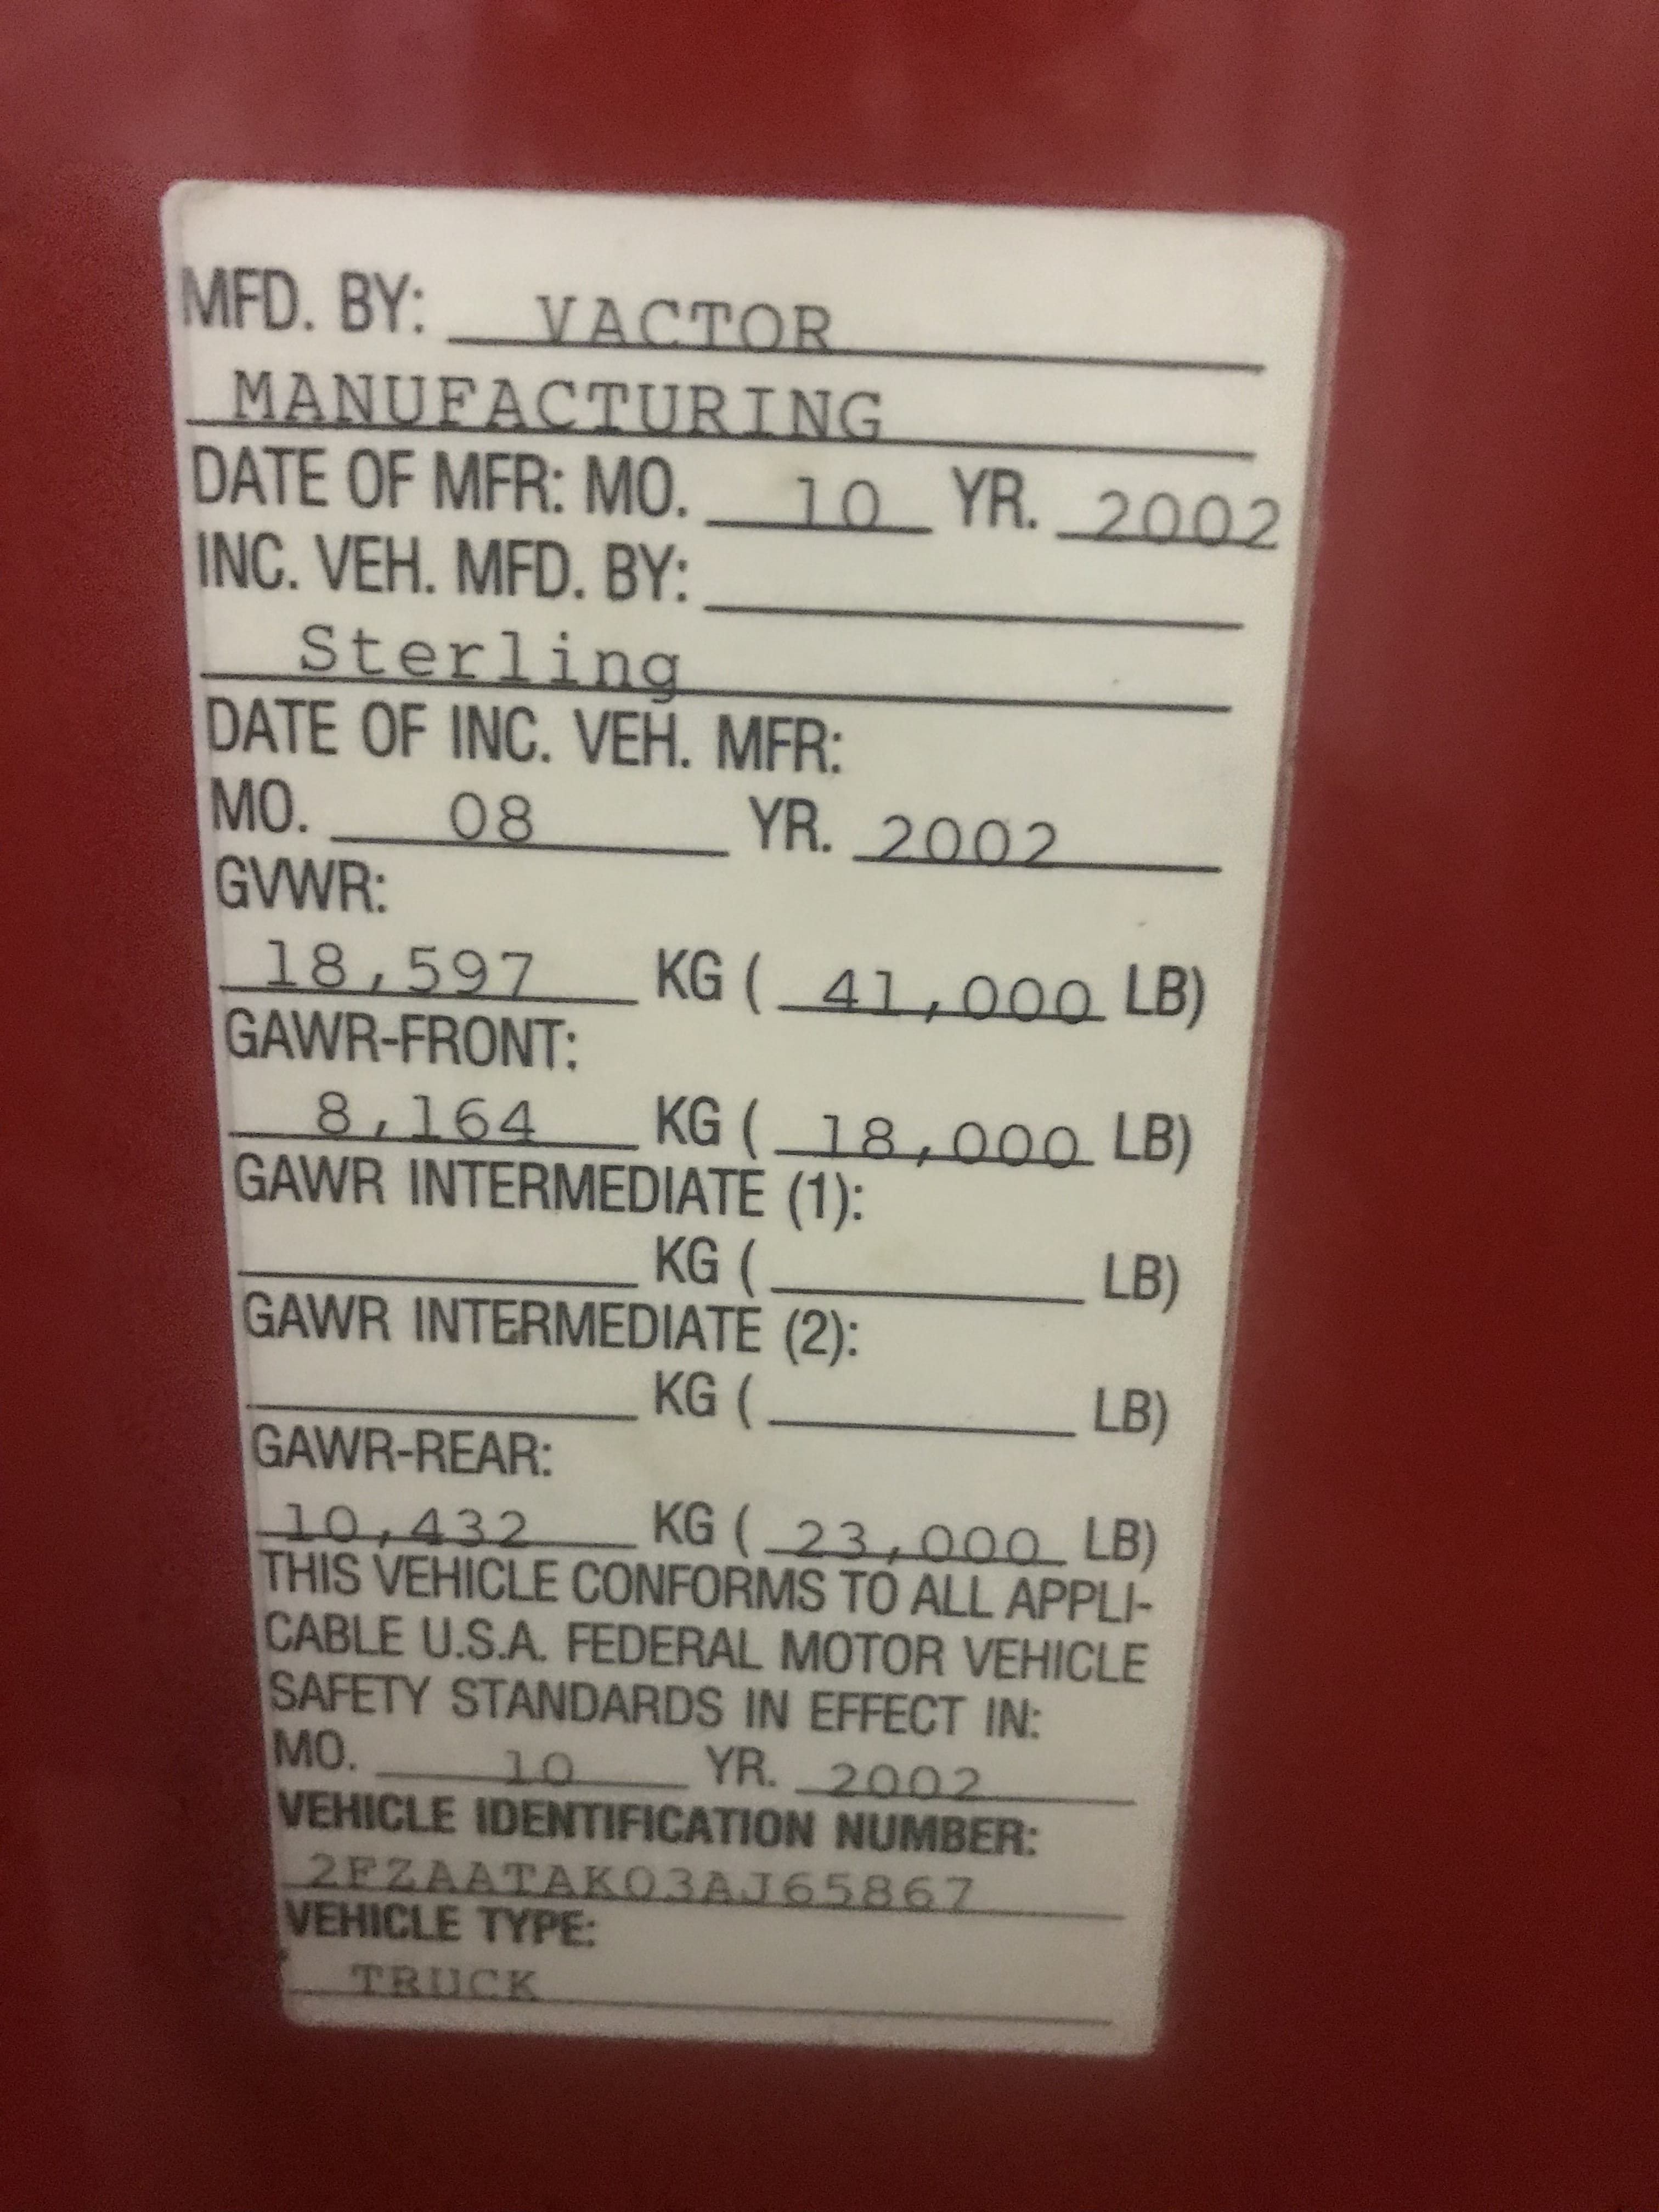 MFD. BY: VACTOR
MANUFACTURING
DATE OF MFR: MO. 10 YR. 2002
INC. VEH. MFD. BY:
Sterling
DATE OF INC. VEH. MFR:
MO. 08 YR. 2002
GVWR:
18,597 KG ( 41,000 LB)
GAWR-FRONT:
8,164 KG ( 18,000 LB)
GAWR INTERMEDIATE (1):
KG ( LB)
GAWR INTERMEDIATE (2):
KG ( LB)
GAWR-REAR:
10,432 KG ( 23,000 LB)
THIS VEHICLE CONFORMS TO ALL APPLI-
CABLE U.S.A. FEDERAL MOTOR VEHICLE
SAFETY STANDARDS IN EFFECT IN:
MO. 10 YR. 2002
VEHICLE IDENTIFICATION NUMBER:
2FZAATAK03AJ65867
VEHICLE TYPE:
TRUCK